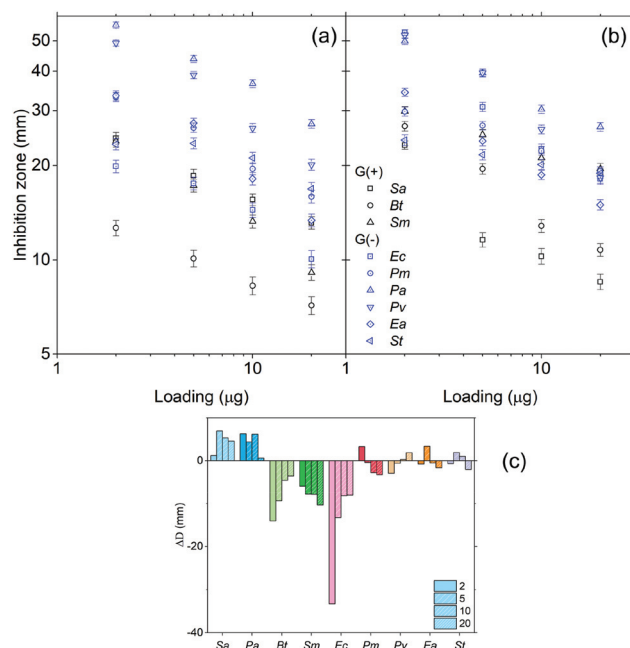 (a)
(b)
50
40
30
20
10
5
Inhibition zone (mm)
G(+)
Sa
Bt
Sm
G(-)
Ec
Pm
Pa
Pv
Ea
St
1
10
1
10
Loading (μg)
Loading (μg)
(c)
0
-20
-40
ΔD (mm)
2
5
10
20
Sa Pa Bt Sm Ec Pm Pv Ea St